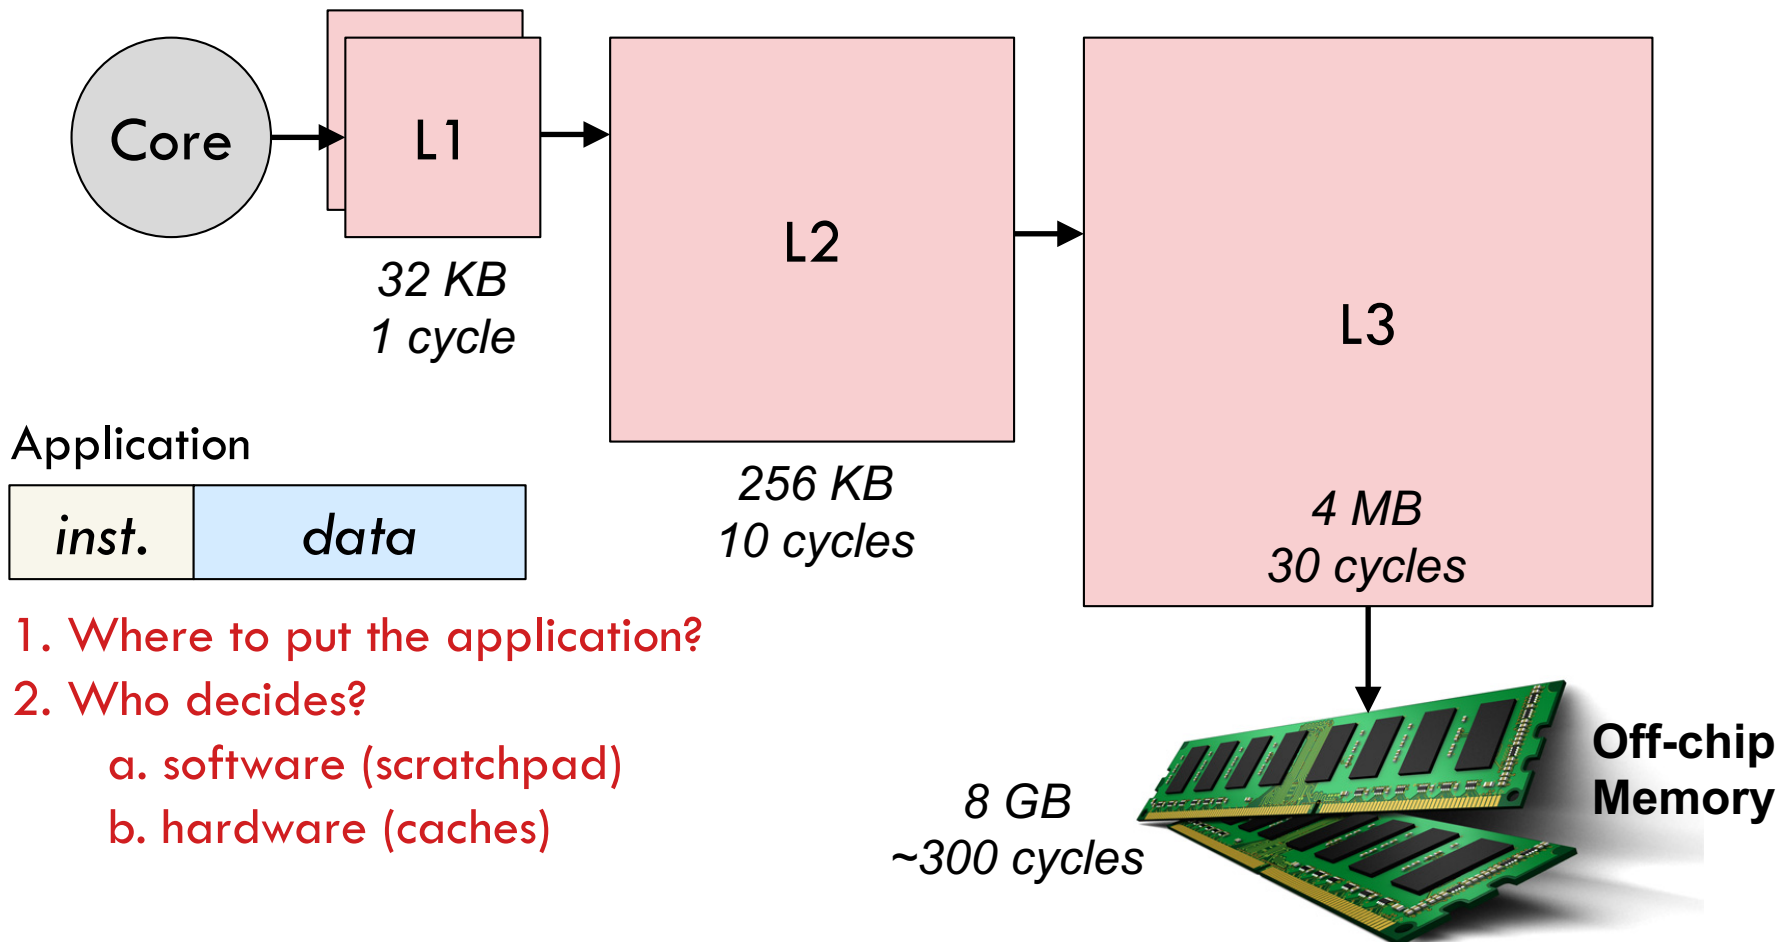 Core
L1
32 KB
1 cycle
L2
256 KB
10 cycles
L3
4 MB
30 cycles
Application
inst.
data
1. Where to put the application?
2. Who decides?
a. software (scratchpad)
b. hardware (caches)
8 GB
~300 cycles
Off-chip
Memory